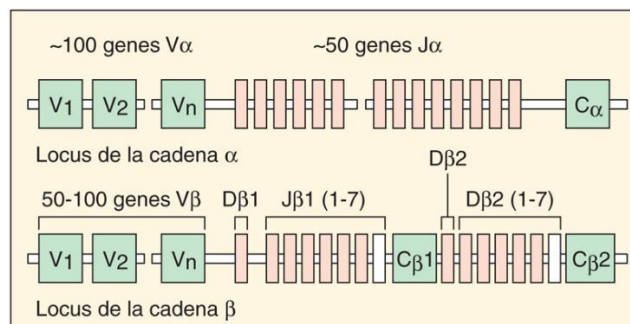 ~100 genes Vα
~50 genes Jα
V1 V2 Vn Cα
Locus de la cadena α
Dβ2
50-100 genes Vβ Dβ1 Jβ1 (1-7) Dβ2 (1-7)
V1 V2 Vn Cβ1 Cβ2
Locus de la cadena β